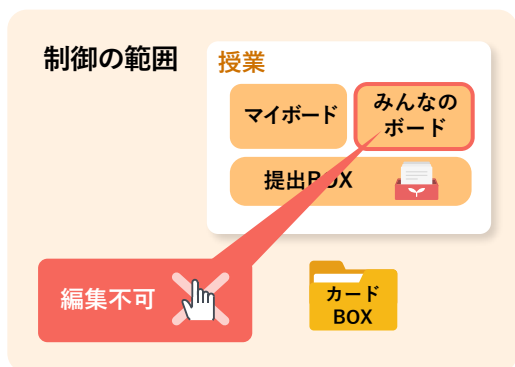 制御の範囲
授業
マイボード
みんなの
ボード
提出BOX
編集不可
カード
BOX